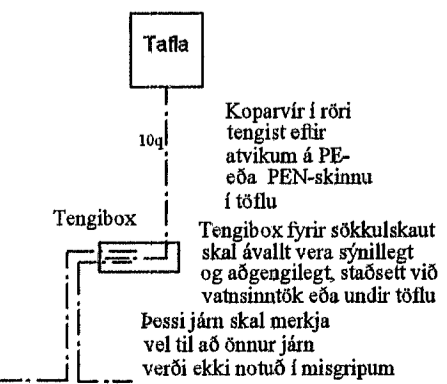 Tafla
Koparvír í röri
tengist eftir
atvikum á PE-
eða PEN-skinnu
í töflu
10q
Tengibox
Tengibox fyrir sökkulskaut
skal ávallt vera sýnillegt
og aðgengilegt, staðsett við
vatnsinntök eða undir töflu
Þessi járn skal merkja
vel til að önnur járn
verði ekki notuð í misgripum